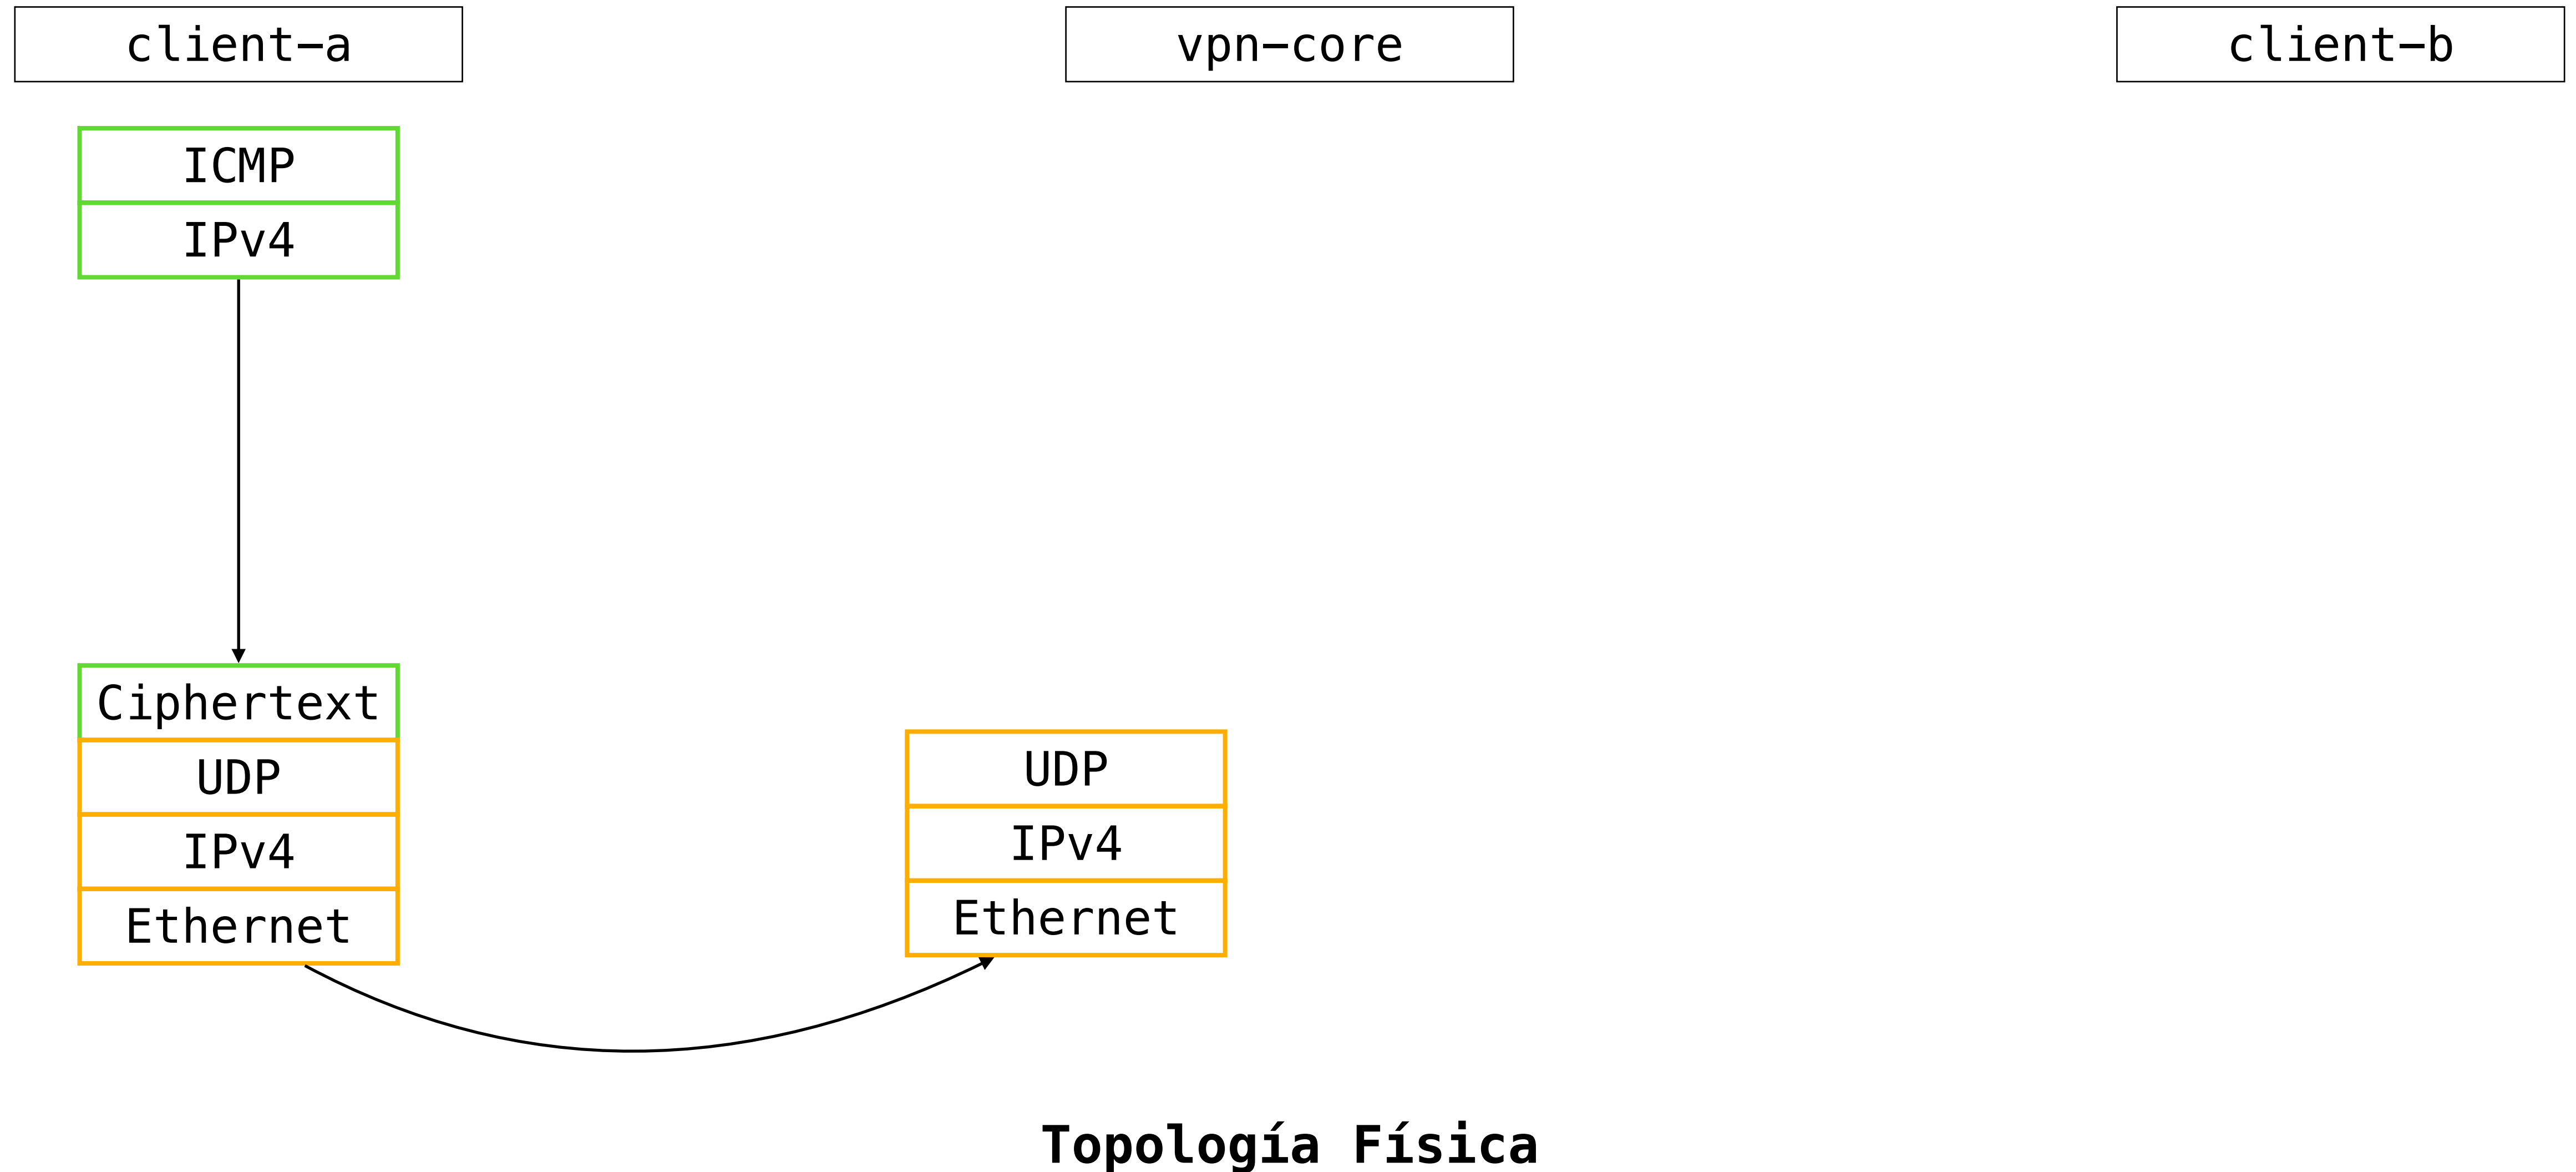 client-a
vpn-core
client-b
ICMP
IPv4
Ciphertext
UDP
IPv4
Ethernet
UDP
IPv4
Ethernet
Topología Física